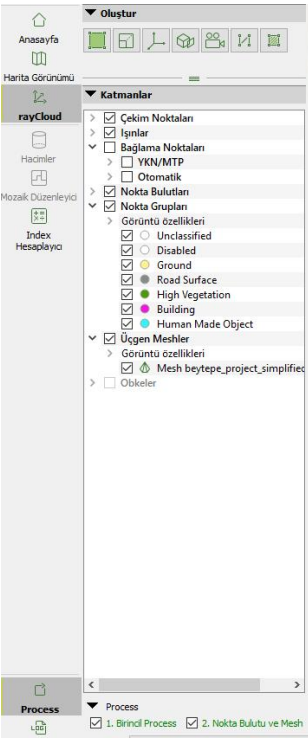 Anasayfa
Harita Görünümü
rayCloud
Hacimler
Mozaik Düzenleyici
Index
Hesaplayıcı
Process
Oluştur
Katmanlar
Çekim Noktaları
Işınlar
Bağlama Noktaları
YKN/MTP
Otomatik
Nokta Bulutları
Nokta Grupları
Görüntü özellikleri
Unclassified
Disabled
Ground
Road Surface
High Vegetation
Building
Human Made Object
Üçgen Meshler
Görüntü özellikleri
Mesh beytepe_project_simplified
Obkeler
Process
1. Birincil Process 2. Nokta Bulutu ve Mesh